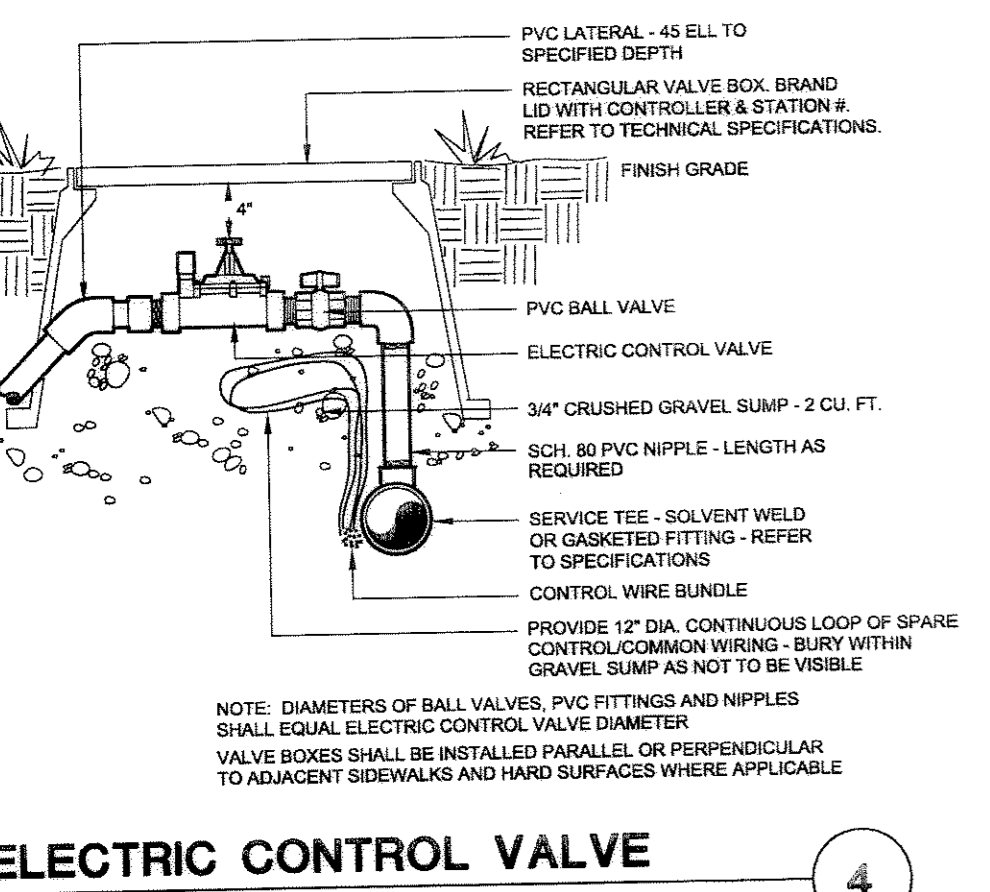 PVC LATERAL - 45 ELL TO
SPECIFIED DEPTH
RECTANGULAR VALVE BOX. BRAND
LID WITH CONTROLLER & STATION #.
REFER TO TECHNICAL SPECIFICATIONS.
FINISH GRADE
4"
PVC BALL VALVE
ELECTRIC CONTROL VALVE
3/4" CRUSHED GRAVEL SUMP - 2 CU. FT.
SCH. 80 PVC NIPPLE - LENGTH AS
REQUIRED
SERVICE TEE - SOLVENT WELD
OR GASKETED FITTING - REFER
TO SPECIFICATIONS
CONTROL WIRE BUNDLE
PROVIDE 12" DIA. CONTINUOUS LOOP OF SPARE
CONTROL/COMMON WIRING - BURY WITHIN
GRAVEL SUMP AS NOT TO BE VISIBLE
NOTE: DIAMETERS OF BALL VALVES, PVC FITTINGS AND NIPPLES
SHALL EQUAL ELECTRIC CONTROL VALVE DIAMETER
VALVE BOXES SHALL BE INSTALLED PARALLEL OR PERPENDICULAR
TO ADJACENT SIDEWALKS AND HARD SURFACES WHERE APPLICABLE
ELECTRIC CONTROL VALVE
4